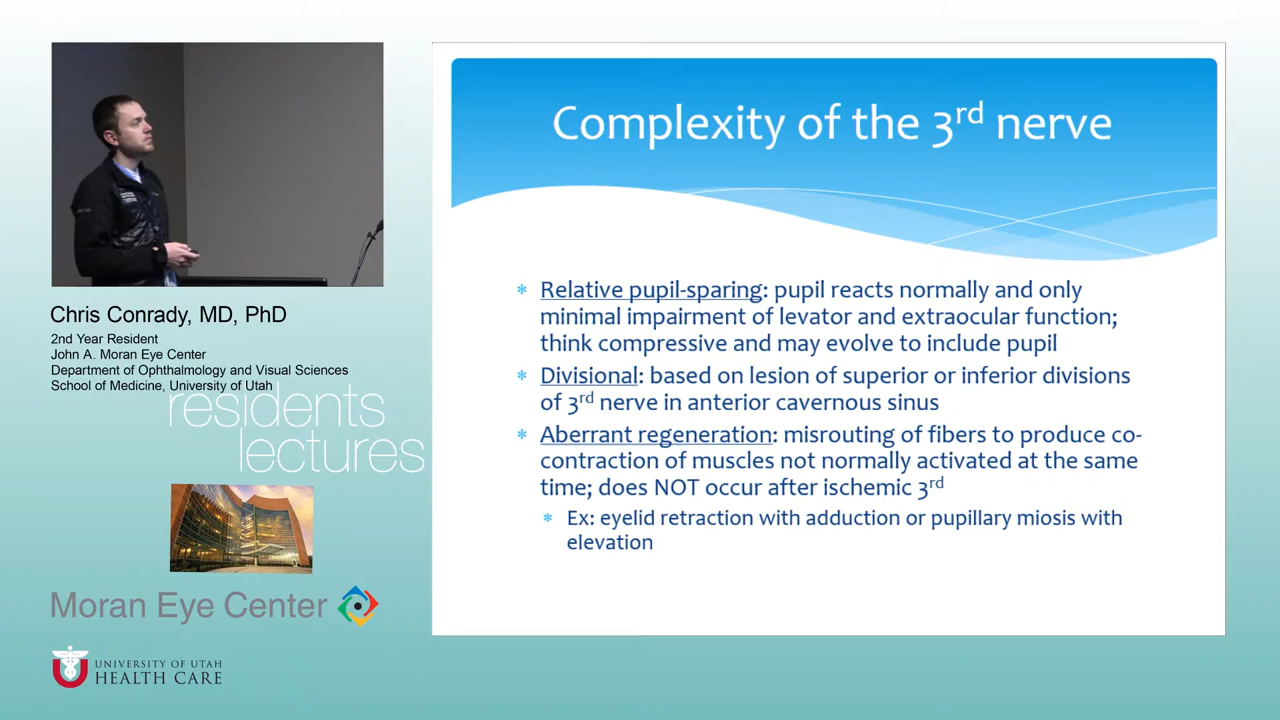 Complexity of the 3rd nerve
* Relative pupil-sparing: pupil reacts normally and only
minimal impairment of levator and extraocular function;
think compressive and may evolve to include pupil
* Divisional: based on lesion of superior or inferior divisions
of 3rd nerve in anterior cavernous sinus
* Aberrant regeneration: misrouting of fibers to produce co-
contraction of muscles not normally activated at the same
time; does NOT occur after ischemic 3rd
* Ex: eyelid retraction with adduction or pupillary miosis with
elevation
Chris Conrady, MD, PhD
2nd Year Resident
John A. Moran Eye Center
Department of Ophthalmology and Visual Sciences
School of Medicine, University of Utah
residents
lectures
Moran Eye Center
UNIVERSITY OF UTAH
HEALTH CARE